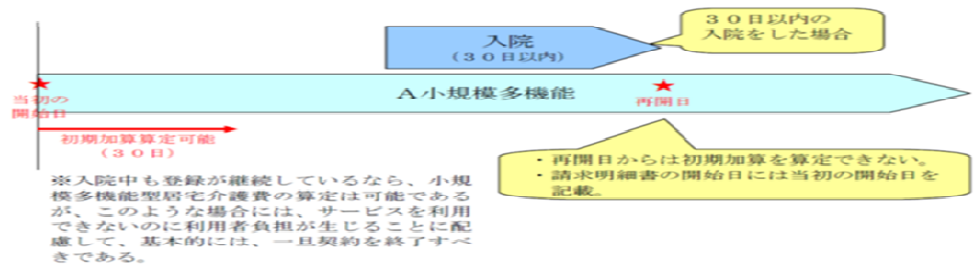 30日以内の
入院をした場合
入院
(30日以内)
A小規模多機能
当初の
開始日
再開日
初期加算算定可能
(30日)
・再開日からは初期加算を算定できない。
・請求明細書の開始日には当初の開始日を
記載。
※入院中も登録が継続しているなら、小規
模多機能型居宅介護費の算定は可能である
が、このような場合には、サービスを利用
できないのに利用者負担が生じることに配
慮して、基本的には、一旦契約を終了すべ
きである。